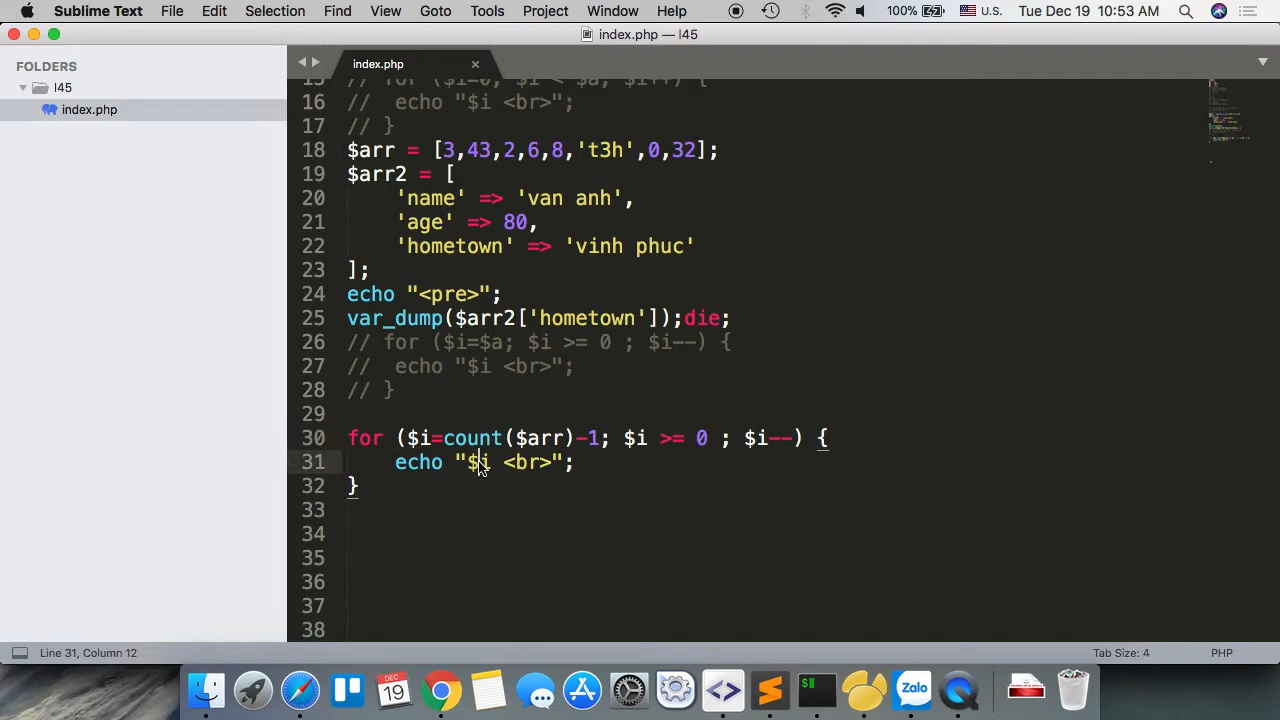 Sublime Text File Edit Selection Find View Goto Tools Project Window Help 100% U.S. Tue Dec 19 10:53 AM
index.php — l45
FOLDERS
l45
index.php
index.php
// for ($i=0; $i < $a; $i++) {
16 // echo "$i <br>";
17 // }
18 $arr = [3,43,2,6,8,'t3h',0,32];
19 $arr2 = [
20 'name' => 'van anh',
21 'age' => 80,
22 'hometown' => 'vinh phuc'
23 ];
24 echo "<pre>";
25 var_dump($arr2['hometown']);die;
26 // for ($i=$a; $i >= 0 ; $i--) {
27 // echo "$i <br>";
28 // }
29
30 for ($i=count($arr)-1; $i >= 0 ; $i--) {
31 echo "$i <br>";
32 }
33
34
35
36
37
38
Line 31, Column 12 Tab Size: 4 PHP
DEC
19
Zalo